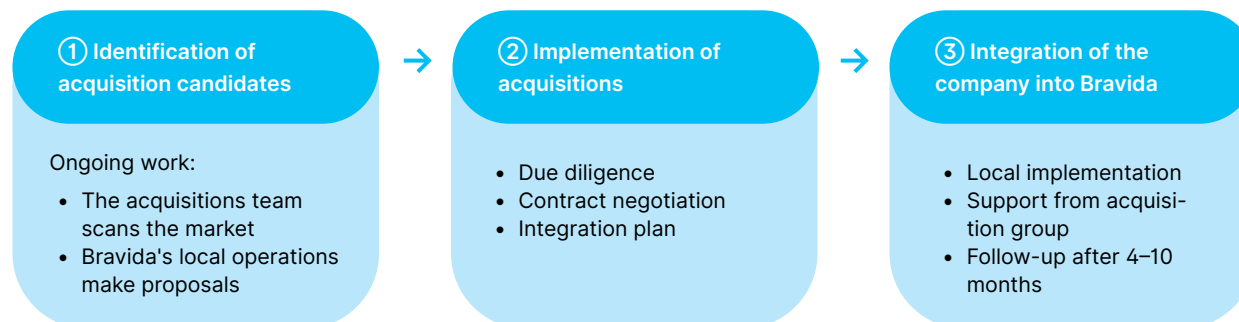 ① Identification of
acquisition candidates
Ongoing work:
• The acquisitions team
scans the market
• Bravida's local operations
make proposals
→
② Implementation of
acquisitions
• Due diligence
• Contract negotiation
• Integration plan
→
③ Integration of the
company into Bravida
• Local implementation
• Support from acquisi-
tion group
• Follow-up after 4–10
months